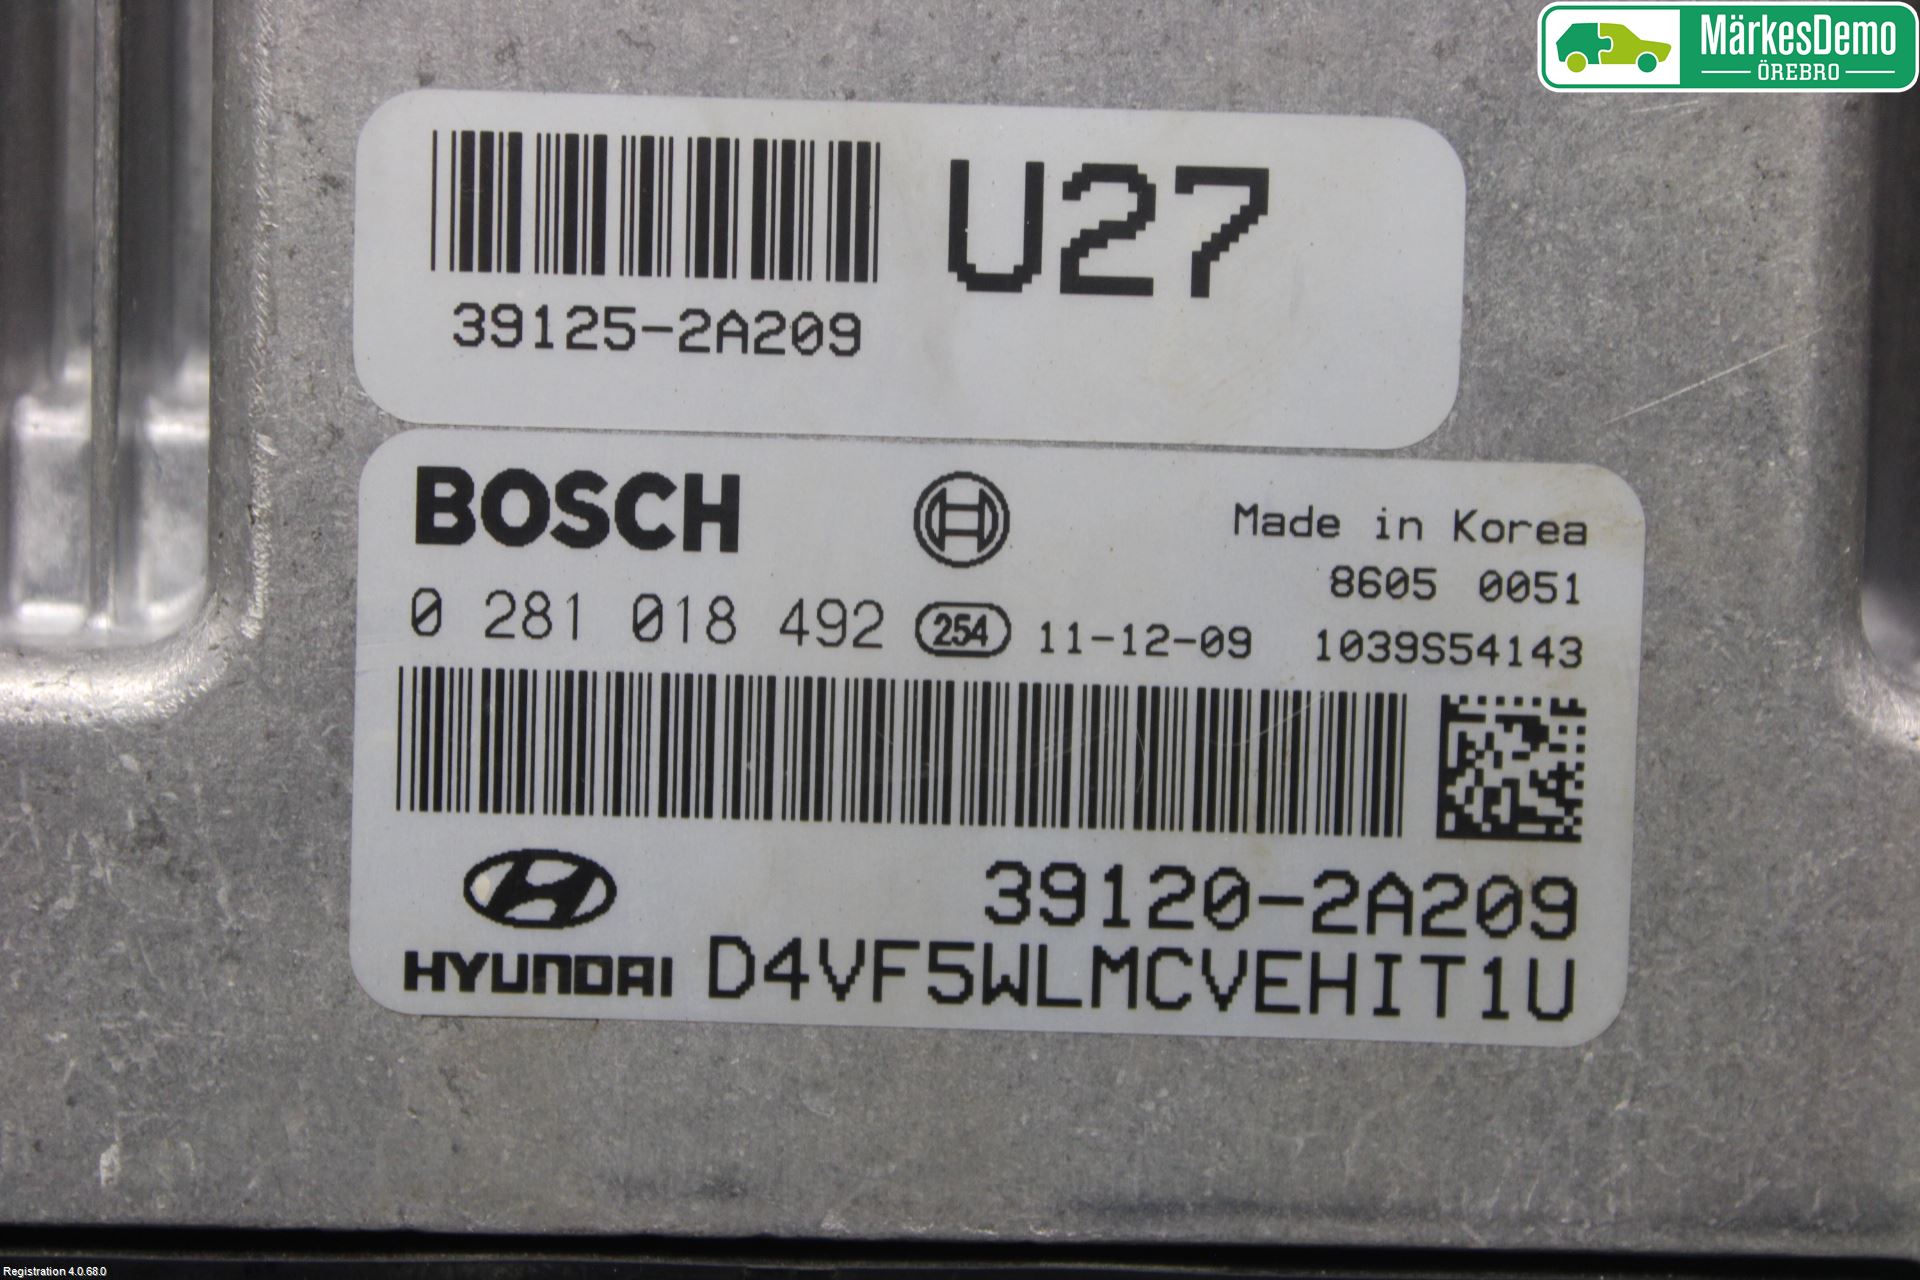 MärkesDemo
ÖREBRO
U27
39125-2A209
BOSCH
Made in Korea
8605 0051
0 281 018 492 254 11-12-09 1039S54143
39120-2A209
HYUNDAI D4VF5WLMCVEHIT1U
Registration 4.0.68.0